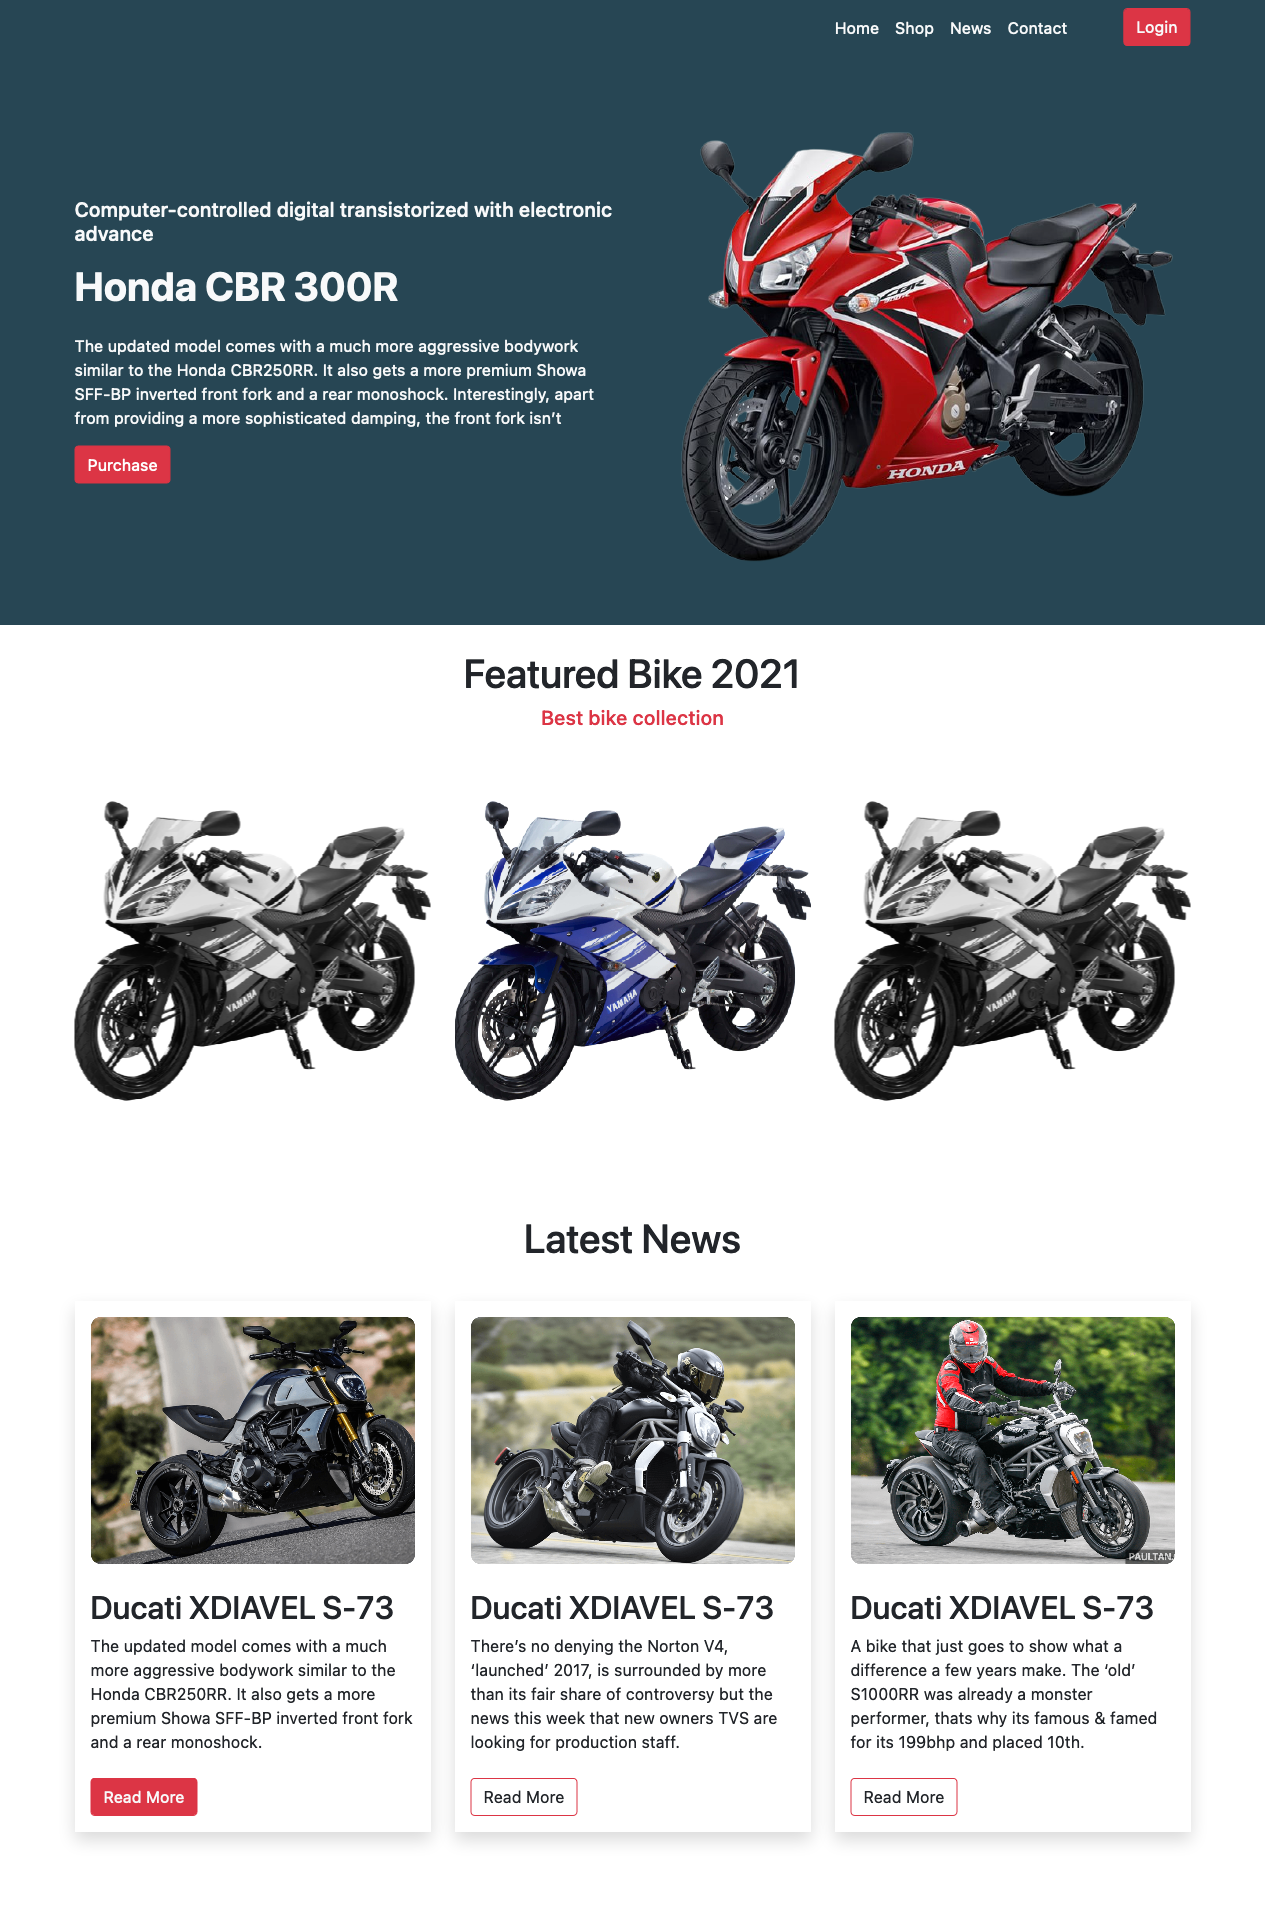 Home Shop News Contact Login
Computer-controlled digital transistorized with electronic
advance
Honda CBR 300R
The updated model comes with a much more aggressive bodywork
similar to the Honda CBR250RR. It also gets a more premium Showa
SFF-BP inverted front fork and a rear monoshock. Interestingly, apart
from providing a more sophisticated damping, the front fork isn’t
Purchase
HONDA
CBR
Featured Bike 2021
Best bike collection
YAMAHA
YAMAHA
YAMAHA
Latest News
PAULTAN
Ducati XDIAVEL S-73
The updated model comes with a much
more aggressive bodywork similar to the
Honda CBR250RR. It also gets a more
premium Showa SFF-BP inverted front fork
and a rear monoshock.
Read More
Ducati XDIAVEL S-73
There’s no denying the Norton V4,
‘launched’ 2017, is surrounded by more
than its fair share of controversy but the
news this week that new owners TVS are
looking for production staff.
Read More
Ducati XDIAVEL S-73
A bike that just goes to show what a
difference a few years make. The ‘old’
S1000RR was already a monster
performer, thats why its famous & famed
for its 199bhp and placed 10th.
Read More